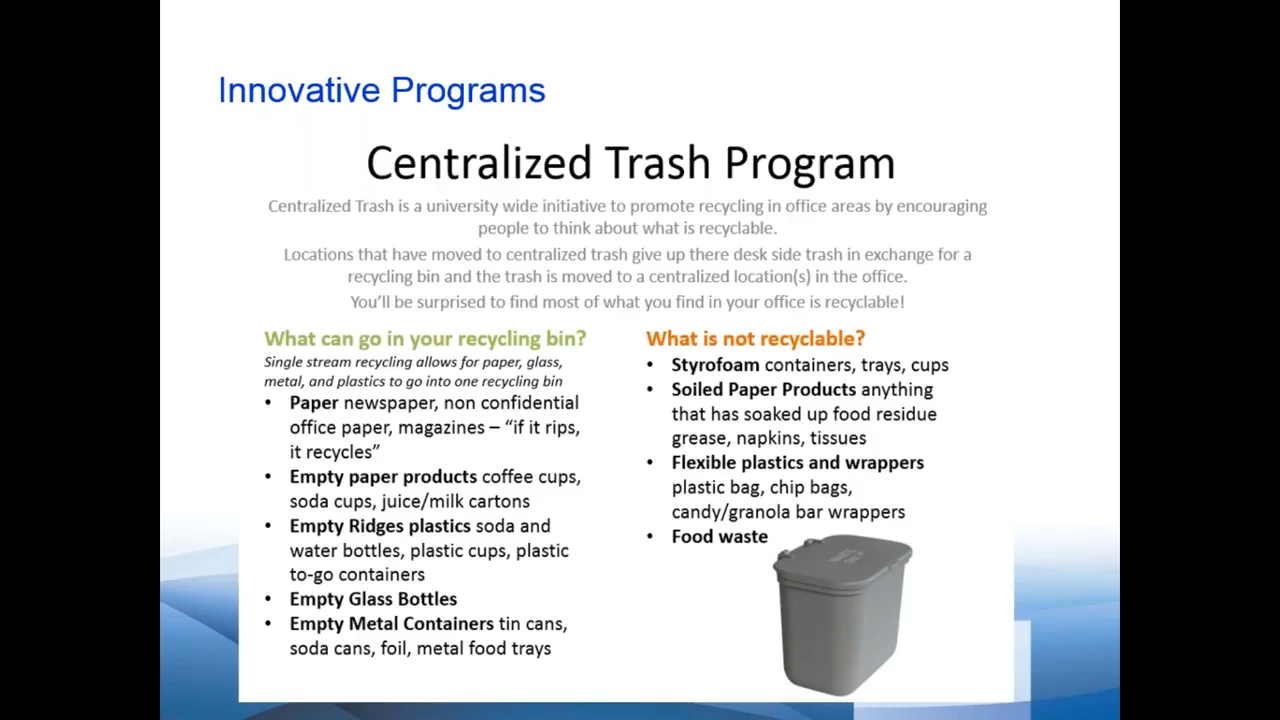 Innovative Programs
Centralized Trash Program
Centralized Trash is a university wide initiative to promote recycling in office areas by encouraging
people to think about what is recyclable.
Locations that have moved to centralized trash give up there desk side trash in exchange for a
recycling bin and the trash is moved to a centralized location(s) in the office.
You'll be surprised to find most of what you find in your office is recyclable!
What can go in your recycling bin?
Single stream recycling allows for paper, glass,
metal, and plastics to go into one recycling bin
• Paper newspaper, non confidential
office paper, magazines – “if it rips,
it recycles”
• Empty paper products coffee cups,
soda cups, juice/milk cartons
• Empty Ridges plastics soda and
water bottles, plastic cups, plastic
to-go containers
• Empty Glass Bottles
• Empty Metal Containers tin cans,
soda cans, foil, metal food trays
What is not recyclable?
• Styrofoam containers, trays, cups
• Soiled Paper Products anything
that has soaked up food residue
grease, napkins, tissues
• Flexible plastics and wrappers
plastic bag, chip bags,
candy/granola bar wrappers
• Food waste